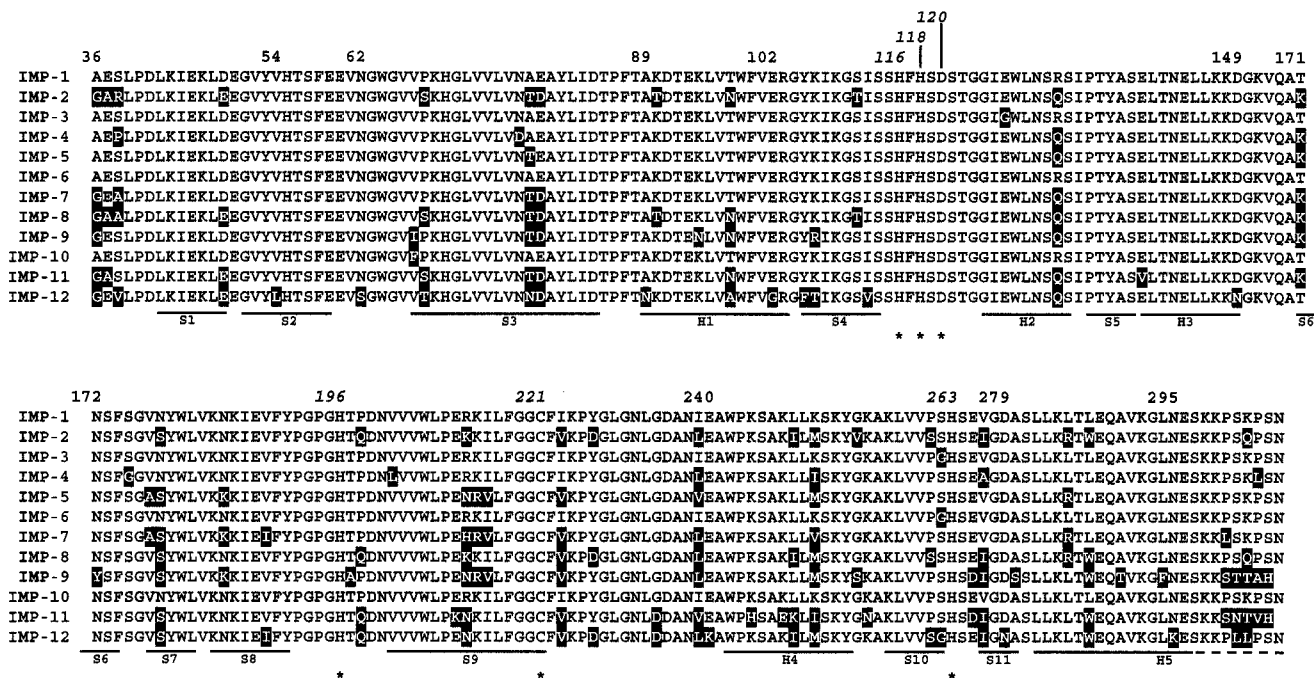 120
118
36 54 62 89 102 116 149 171
IMP-1 AESLPDLKIEKLDEGVYVHTSFEEVNGWGVVPKHGLVVLVNAEAYLIDTPFTAKDTEKLVTWFVERGYKIKGSISSHFHSDSTGGIEWLNSRSIPTYASELTNELLKKDGKVQAT
IMP-2 GARLPDLKIEKLEEGVYVHTSFEEVNGWGVVSKHGLVVLVNTDAYLIDTPFTATDTEKLVNWFVERGYKIKGTISSHFHSDSTGGIEWLNSQSIPTYASELTNELLKKDGKVQAK
IMP-3 AESLPDLKIEKLDEGVYVHTSFEEVNGWGVVPKHGLVVLVNAEAYLIDTPFTAKDTEKLVTWFVERGYKIKGSISSHFHSDSTGGIGWLNSRSIPTYASELTNELLKKDGKVQAT
IMP-4 AEPLPDLKIEKLDEGVYVHTSFEEVNGWGVVPKHGLVVLVDAEAYLIDTPFTAKDTEKLVTWFVERGYKIKGSISSHFHSDSTGGIEWLNSQSIPTYASELTNELLKKDGKVQAK
IMP-5 AESLPDLKIEKLDEGVYVHTSFEEVNGWGVVPKHGLVVLVNTEAYLIDTPFTAKDTEKLVTWFVERGYKIKGSISSHFHSDSTGGIEWLNSQSIPTYASELTNELLKKDGKVQAK
IMP-6 AESLPDLKIEKLDEGVYVHTSFEEVNGWGVVPKHGLVVLVNAEAYLIDTPFTAKDTEKLVTWFVERGYKIKGSISSHFHSDSTGGIEWLNSRSIPTYASELTNELLKKDGKVQAT
IMP-7 GEALPDLKIEKLDEGVYVHTSFEEVNGWGVVPKHGLVVLVNTDAYLIDTPFTAKDTEKLVTWFVERGYKIKGSISSHFHSDSTGGIEWLNSQSIPTYASELTNELLKKDGKVQAK
IMP-8 GAALPDLKIEKLEEGVYVHTSFEEVNGWGVVSKHGLVVLVNTDAYLIDTPFTATDTEKLVNWFVERGYKIKGTISSHFHSDSTGGIEWLNSQSIPTYASELTNELLKKDGKVQAK
IMP-9 GESLPDLKIEKLDEGVYVHTSFEEVNGWGVIPKHGLVVLVNTDAYLIDTPFTAKDTENLVNWFVERGYRIKGSISSHFHSDSTGGIEWLNSQSIPTYASELTNELLKKDGKVQAK
IMP-10 AESLPDLKIEKLDEGVYVHTSFEEVNGWGVFPKHGLVVLVNAEAYLIDTPFTAKDTEKLVTWFVERGYKIKGSISSHFHSDSTGGIEWLNSRSIPTYASELTNELLKKDGKVQAT
IMP-11 GASLPDLKIEKLEEGVYVHTSFEEVNGWGVVSKHGLVVLVNTDAYLIDTPFTAKDTEKLVNWFVERGYKIKGSISSHFHSDSTGGIEWLNSQSIPTYASVLTNELLKKDGKVQAK
IMP-12 GEVLPDLKIEKLEEGVYLHTSFEEVSGWGVVTKHGLVVLVNNDAYLIDTPFTNKDTEKLVAWFVGRGFTIKGSVSSHFHSDSTGGIEWLNSQSIPTYASELTNELLKKNGKVQAT
S1 S2 S3 H1 S4 H2 S5 H3 S6
* * *
172 196 221 240 263 279 295
IMP-1 NSFSGVNYWLVKNKIEVFYPGPGHTPDNVVVWLPERKILFGGCFIKPYGLGNLGDANIEAWPKSAKLLKSKYGKAKLVVPSHSEVGDASLLKLTLEQAVKGLNESKKPSKPSN
IMP-2 NSFSGVSYWLVKNKIEVFYPGPGHTQDNVVVWLPEKKILFGGCFVKPDGLGNLGDANLEAWPKSAKILMSKYVKAKLVVSSHSEIGDASLLKRTWEQAVKGLNESKKPSQPSN
IMP-3 NSFSGVNYWLVKNKIEVFYPGPGHTPDNVVVWLPERKILFGGCFIKPYGLGNLGDANIEAWPKSAKLLKSKYGKAKLVVPGHSEVGDASLLKLTLEQAVKGLNESKKPSKPSN
IMP-4 NSFGGVNYWLVKNKIEVFYPGPGHTPDNLVVWLPERKILFGGCFIKPYGLGNLGDANLEAWPKSAKLLISKYGKAKLVVPSHSEAGDASLLKLTLEQAVKGLNESKKPSKLSN
IMP-5 NSFSGASYWLVKKKIEVFYPGPGHTPDNVVVWLPENRVLFGGCFVKPYGLGNLGDANVEAWPKSAKLLMSKYGKAKLVVPSHSEVGDASLLKRTLEQAVKGLNESKKPSKPSN
IMP-6 NSFSGVNYWLVKNKIEVFYPGPGHTPDNVVVWLPERKILFGGCFIKPYGLGNLGDANIEAWPKSAKLLKSKYGKAKLVVPGHSEVGDASLLKLTLEQAVKGLNESKKPSKPSN
IMP-7 NSFSGASYWLVKKKIEIFYPGPGHTPDNVVVWLPEHRVLFGGCFVKPYGLGNLGDANLEAWPKSAKLLVSKYGKAKLVVPSHSEVGDASLLKRTLEQAVKGLNESKKLSKPSN
IMP-8 NSFSGVSYWLVKNKIEVFYPGPGHTQDNVVVWLPEKKILFGGCFVKPDGLGNLGDANLEAWPKSAKILMSKYGKAKLVVSSHSEIGDASLLKRTWEQAVKGLNESKKPSQPSN
IMP-9 YSFSGVSYWLVKKKIEVFYPGPGHAPDNVVVWLPENRVLFGGCFVKPYGLGNLGDANLEAWPKSAKLLMSKYSKAKLVVPSHSDIGDSSLLKLTWEQTVKGFNESKKSTTAH
IMP-10 NSFSGVNYWLVKNKIEVFYPGPGHTPDNVVVWLPERKILFGGCFIKPYGLGNLGDANIEAWPKSAKLLKSKYGKAKLVVPSHSEVGDASLLKLTLEQAVKGLNESKKPSKPSN
IMP-11 NSFSGVSYWLVKNKIEVFYPGPGHTQDNVVVWLPKNKILFGGCFVKPYGLGNLDDANVEAWPHSAEKLISKYGNAKLVVPSHSDIGDASLLKLTWEQAVKGLNESKKSNTVH
IMP-12 NSFSGVSYWLVKNKIEIFYPGPGHTQDNVVVWLPENKILFGGCFVKPDGLGNLDDANLKAWPKSAKILMSKYGKAKLVVSGHSEIGNASLLKLTWEQAVKGLKESKKPLLPSN
S6 S7 S8 S9 H4 S10 S11 H5
* * *